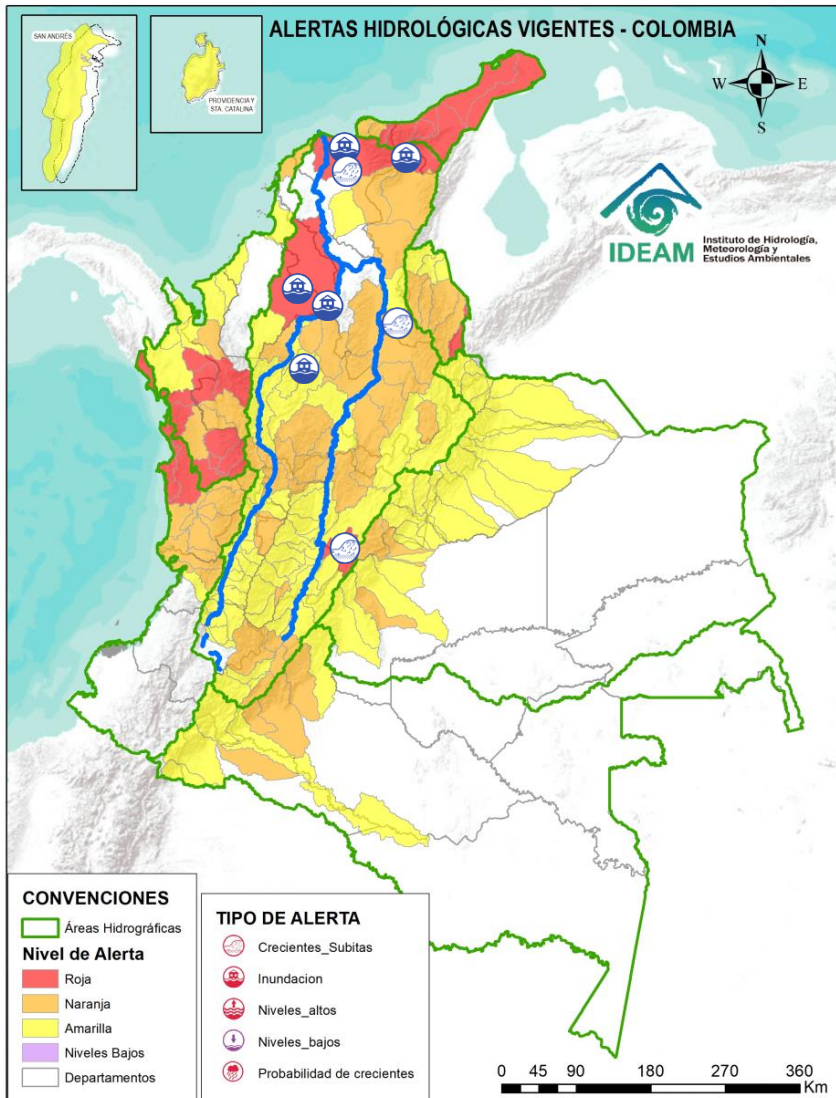 ALERTAS HIDROLÓGICAS VIGENTES - COLOMBIA
SAN ANDRÉS
PROVIDENCIA Y
STA. CATALINA
N
W
E
S
IDEAM
Instituto de Hidrología,
Meteorología y
Estudios Ambientales
CONVENCIONES
Áreas Hidrográficas
Nivel de Alerta
Roja
Naranja
Amarilla
Niveles Bajos
Departamentos
TIPO DE ALERTA
Crecientes_Subitas
Inundacion
Niveles_altos
Niveles_bajos
Probabilidad de crecientes
0 45 90 180 270 360
Km